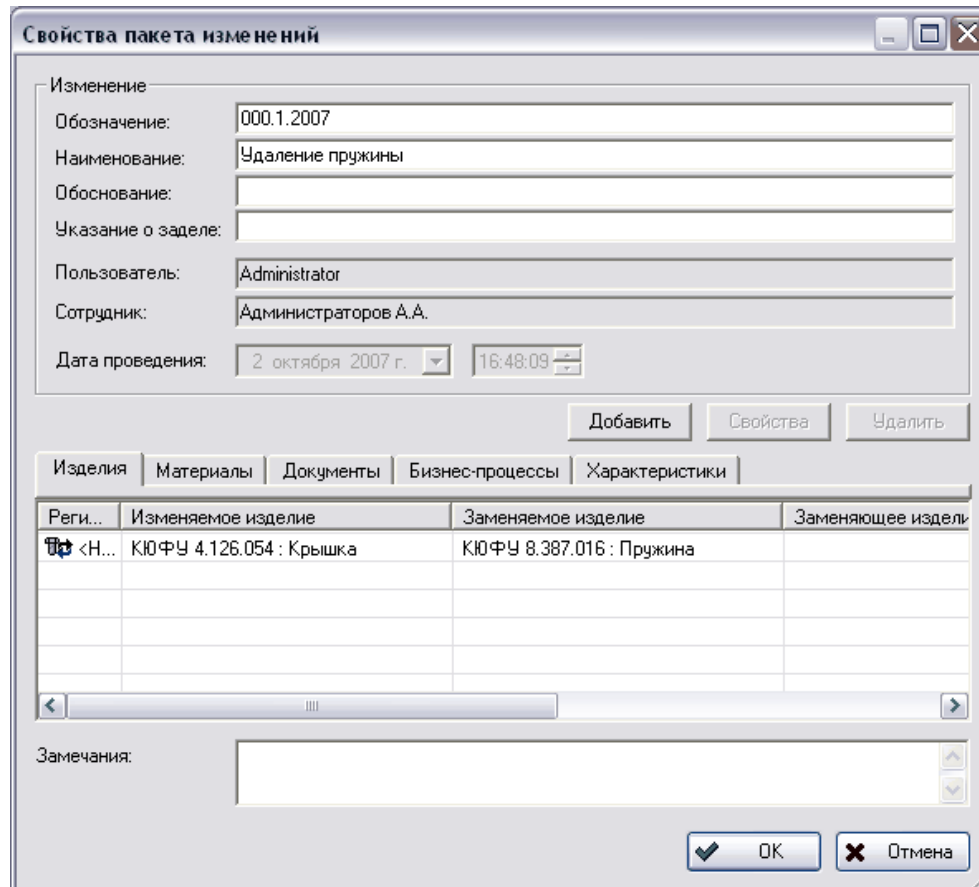 Свойства пакета изменений
Изменение
Обозначение: 000.1.2007
Наименование: Удаление пружины
Обоснование:
Указание о заделе:
Пользователь: Administrator
Сотрудник: Администраторов А.А.
Дата проведения: 2 октября 2007 г. 16:48:09
Добавить Свойства Удалить
Изделия Материалы Документы Бизнес-процессы Характеристики
Реги... Изменяемое изделие Заменяемое изделие Заменяющее издели
<Н... КЮФУ 4.126.054 : Крышка КЮФУ 8.387.016 : Пружина
Замечания:
OK Отмена